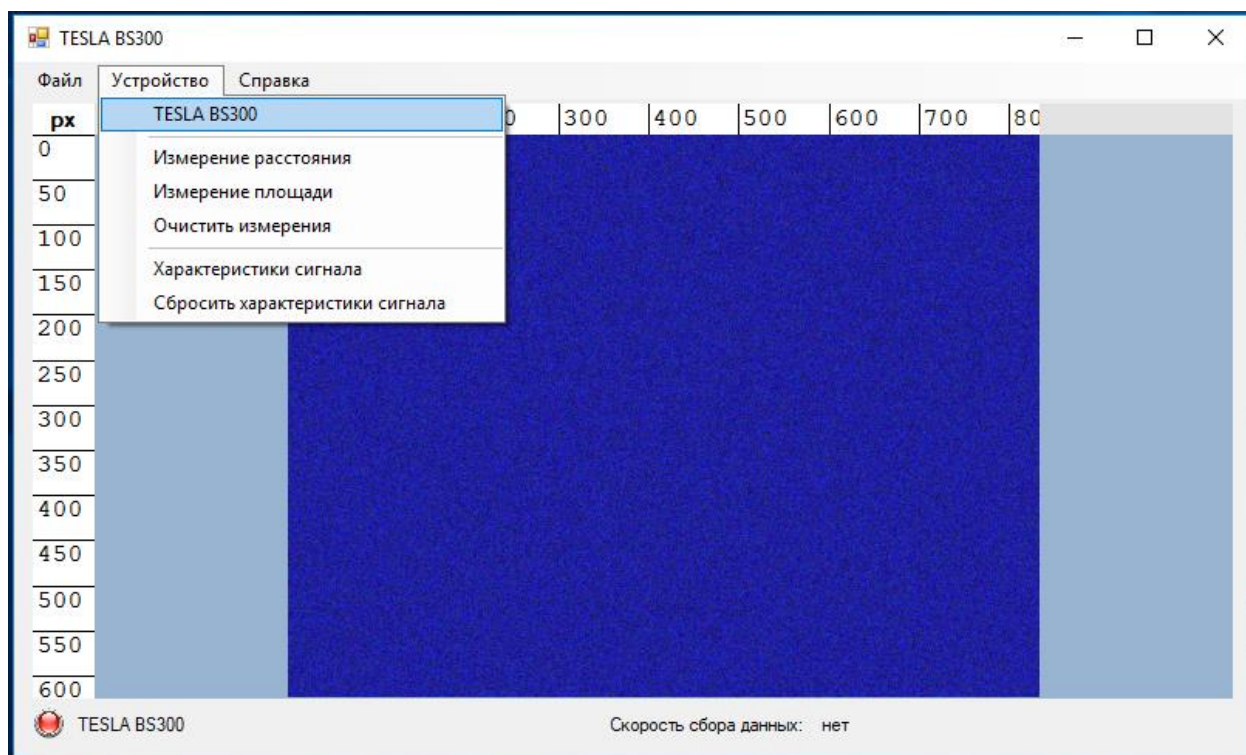 TESLA BS300
Файл Устройство Справка
TESLA BS300
Измерение расстояния
Измерение площади
Очистить измерения
Характеристики сигнала
Сбросить характеристики сигнала
px 0 300 400 500 600 700 80
0
50
100
150
200
250
300
350
400
450
500
550
600
TESLA BS300 Скорость сбора данных: нет